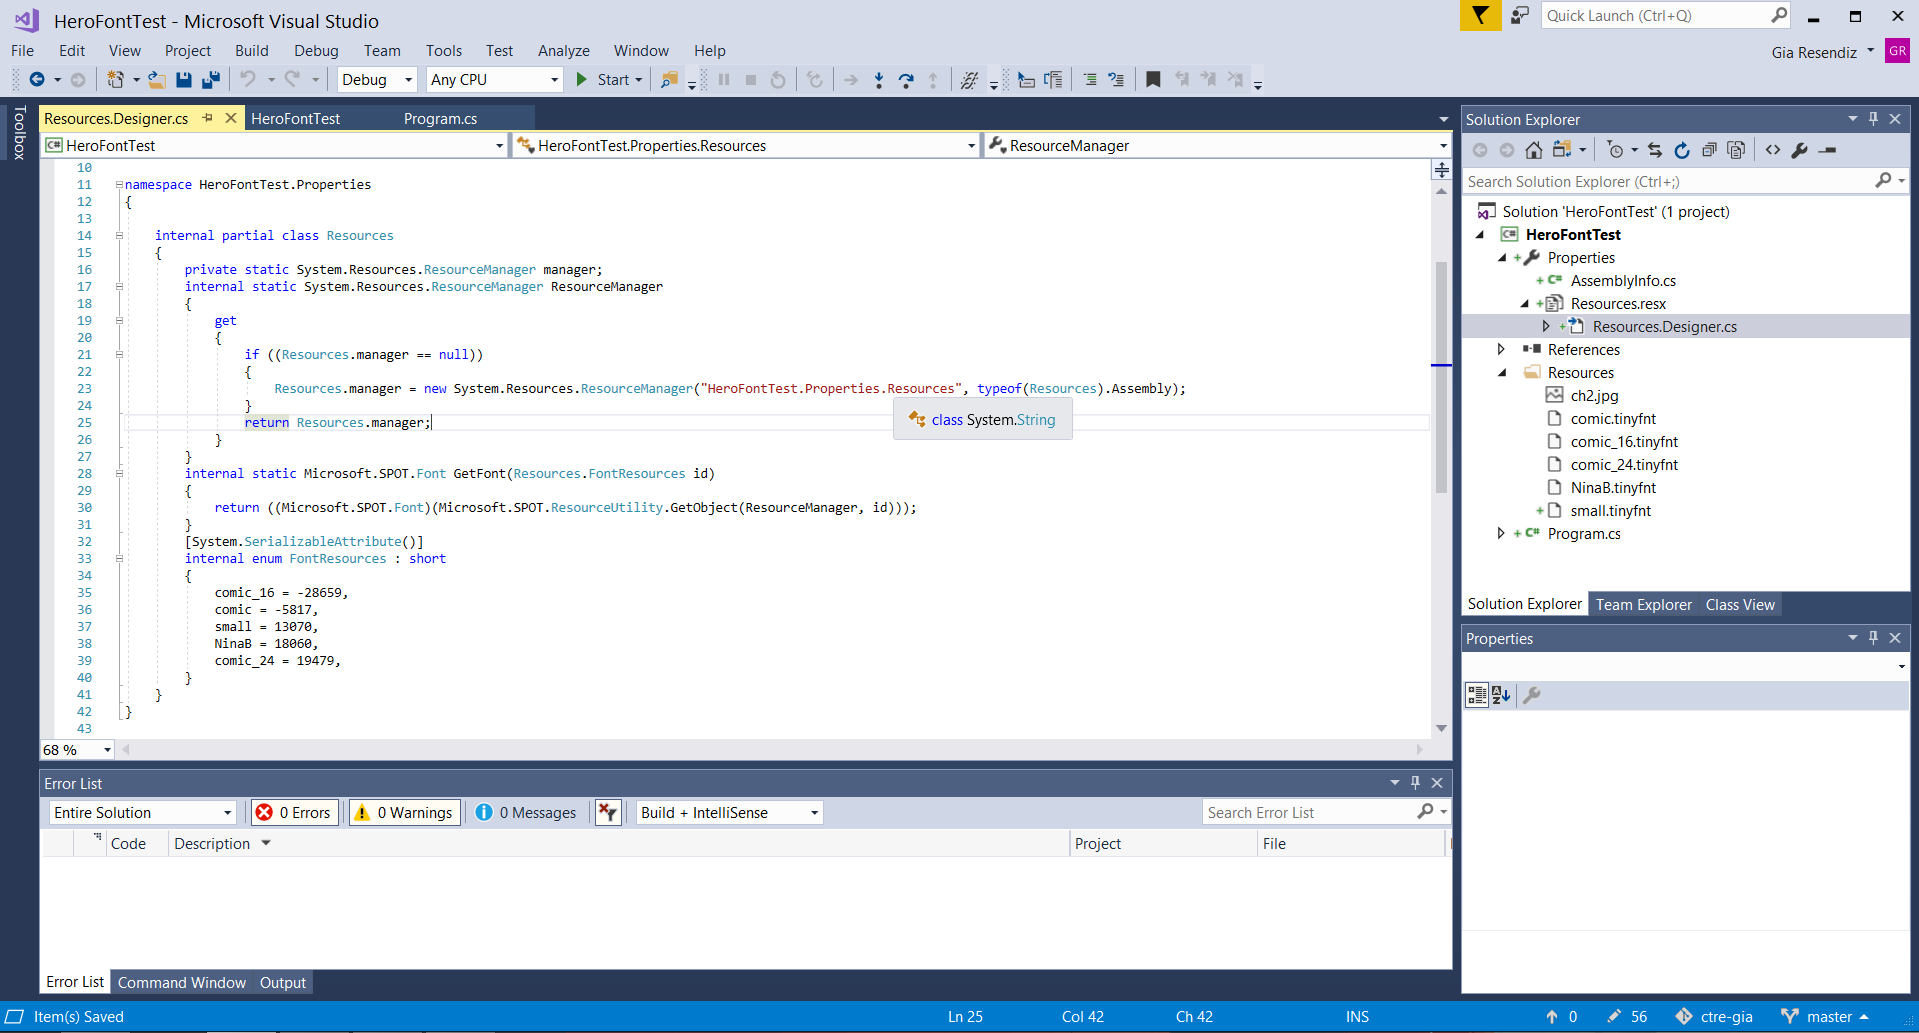 HeroFontTest - Microsoft Visual Studio
Quick Launch (Ctrl+Q)
File Edit View Project Build Debug Team Tools Test Analyze Window Help
Gia Resendiz GR
Debug Any CPU Start
Toolbox
Resources.Designer.cs HeroFontTest Program.cs
HeroFontTest HeroFontTest.Properties.Resources ResourceManager
10
11 namespace HeroFontTest.Properties
12 {
13
14 internal partial class Resources
15 {
16 private static System.Resources.ResourceManager manager;
17 internal static System.Resources.ResourceManager ResourceManager
18 {
19 get
20 {
21 if ((Resources.manager == null))
22 {
23 Resources.manager = new System.Resources.ResourceManager("HeroFontTest.Properties.Resources", typeof(Resources).Assembly);
24 }
25 return Resources.manager;
class System.String
26 }
27 }
28 internal static Microsoft.SPOT.Font GetFont(Resources.FontResources id)
29 {
30 return ((Microsoft.SPOT.Font)(Microsoft.SPOT.ResourceUtility.GetObject(ResourceManager, id)));
31 }
32 [System.SerializableAttribute()]
33 internal enum FontResources : short
34 {
35 comic_16 = -28659,
36 comic = -5817,
37 small = 13070,
38 NinaB = 18060,
39 comic_24 = 19479,
40 }
41 }
42 }
43
68 %
Solution Explorer
Search Solution Explorer (Ctrl+;)
Solution 'HeroFontTest' (1 project)
C# HeroFontTest
Properties
C# AssemblyInfo.cs
Resources.resx
Resources.Designer.cs
References
Resources
ch2.jpg
comic.tinyfnt
comic_16.tinyfnt
comic_24.tinyfnt
NinaB.tinyfnt
small.tinyfnt
C# Program.cs
Solution Explorer Team Explorer Class View
Properties
Error List
Entire Solution 0 Errors 0 Warnings 0 Messages Build + IntelliSense Search Error List
Code Description Project File
Error List Command Window Output
Item(s) Saved Ln 25 Col 42 Ch 42 INS 0 56 ctre-gia master